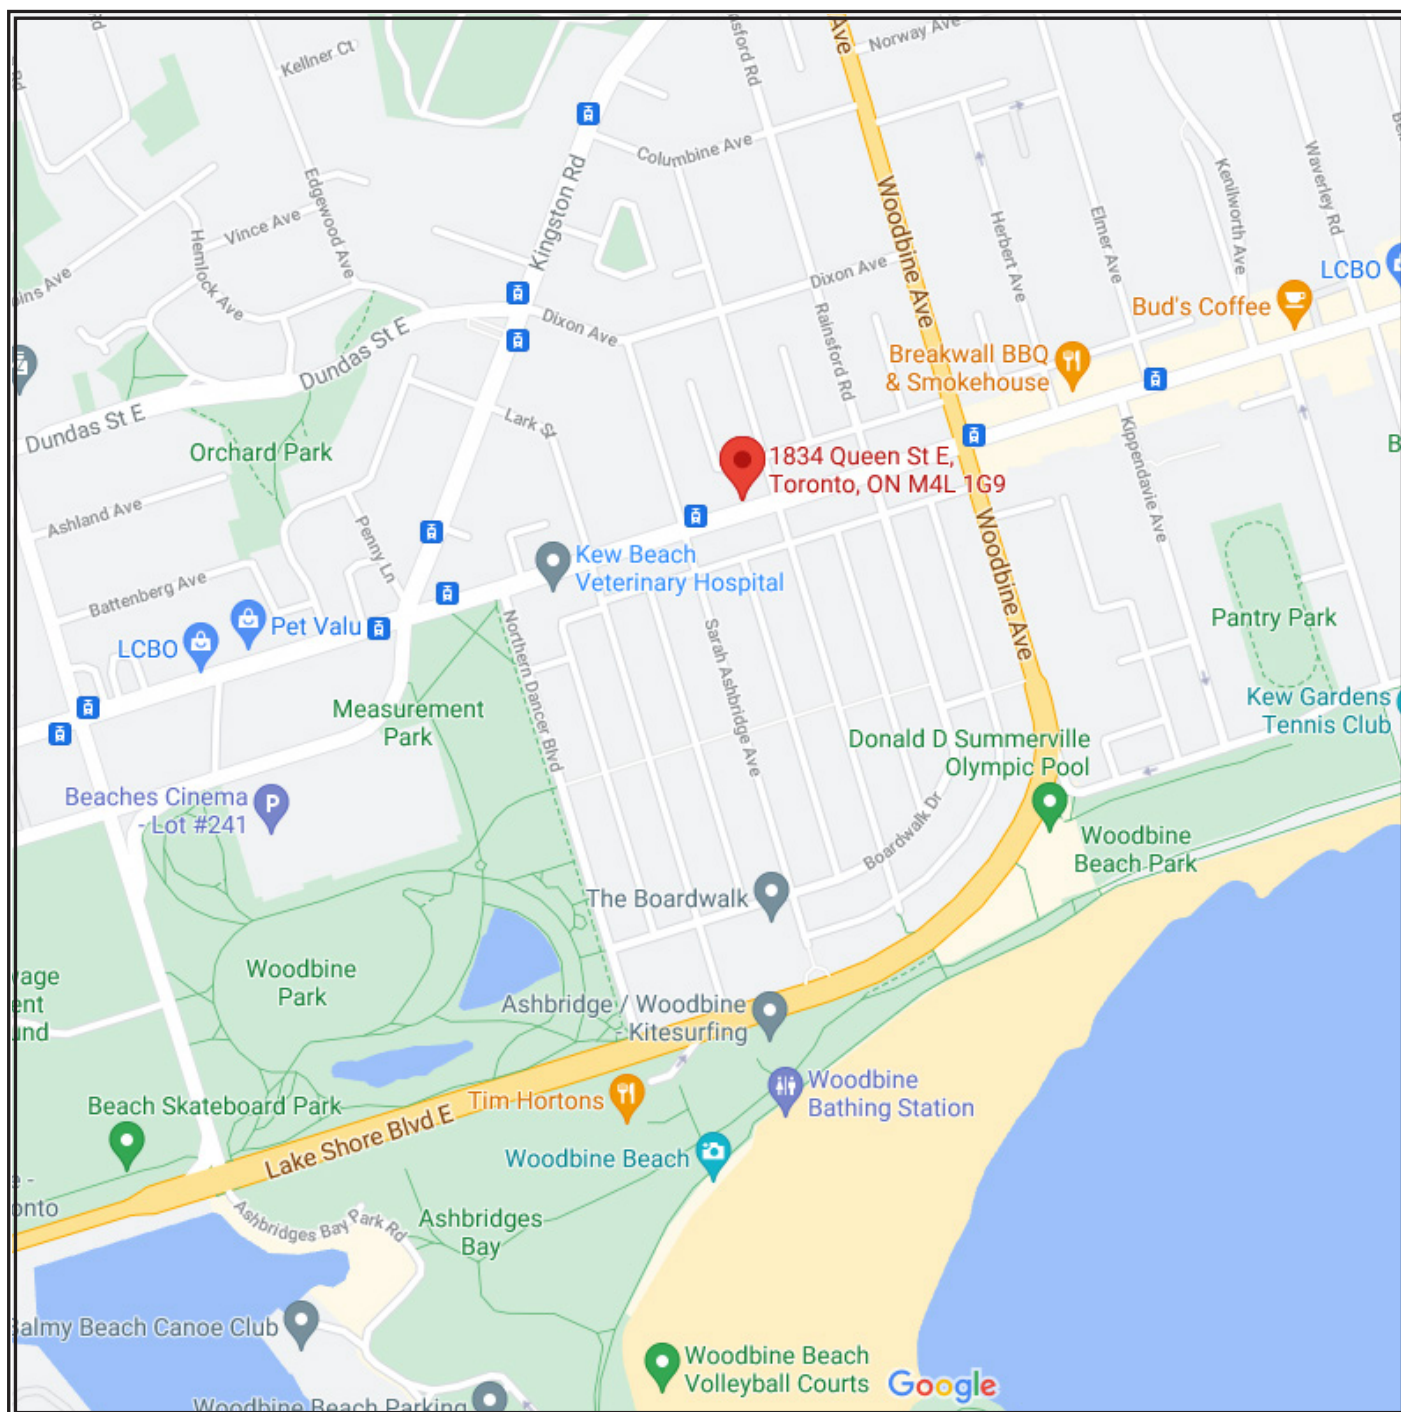 Rd
Kellner Ct
Rainsford Rd
Ave
Norway Ave
Rd
Columbine Ave
Kingston Rd
Edgewood Ave
Vince Ave
Hemlock Ave
Woodbine Ave
Herbert Ave
Elmer Ave
Kenilworth Ave
Waverley Rd
LCBO
Dixon Ave
Bud's Coffee
Dixon Ave
Rainsford Rd
Breakwall BBQ
& Smokehouse
Dundas St E
Dundas St E
Orchard Park
Lark St
Kippendavie Ave
1834 Queen St E,
Toronto, ON M4L 1G9
Ashland Ave
Penny Ln
Woodbine Ave
Kew Beach
Veterinary Hospital
Battenberg Ave
Pet Valu
LCBO
Northern Dancer Blvd
Sarah Ashbridge Ave
Pantry Park
Measurement
Park
Kew Gardens
Tennis Club
Donald D Summerville
Olympic Pool
Beaches Cinema
- Lot #241
P
Boardwalk Dr
Woodbine
Beach Park
The Boardwalk
Woodbine
Park
Ashbridge / Woodbine
- Kitesurfing
Tim Hortons
Woodbine
Bathing Station
Beach Skateboard Park
Lake Shore Blvd E
Woodbine Beach
Ashbridges Bay Park Rd
Ashbridges
Bay
Balmy Beach Canoe Club
Woodbine Beach
Volleyball Courts
Google
Woodbine Beach Parking